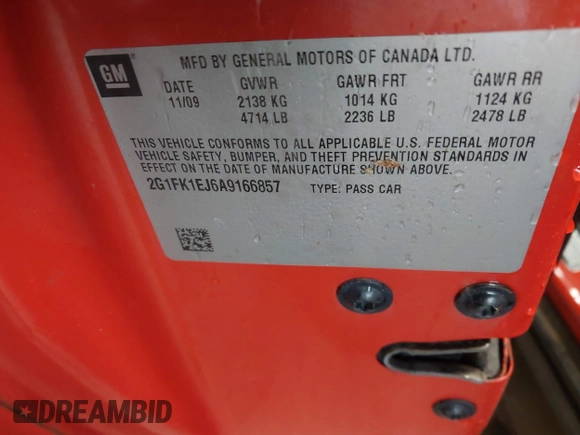 GM
MFD BY GENERAL MOTORS OF CANADA LTD.
DATE GVWR GAWR FRT GAWR RR
11/09 2138 KG 1014 KG 1124 KG
4714 LB 2236 LB 2478 LB
THIS VEHICLE CONFORMS TO ALL APPLICABLE U.S. FEDERAL MOTOR
VEHICLE SAFETY, BUMPER, AND THEFT PREVENTION STANDARDS IN
EFFECT ON THE DATE OF MANUFACTURE SHOWN ABOVE.
2G1FK1EJ6A9166857 TYPE: PASS CAR
DREAMBID